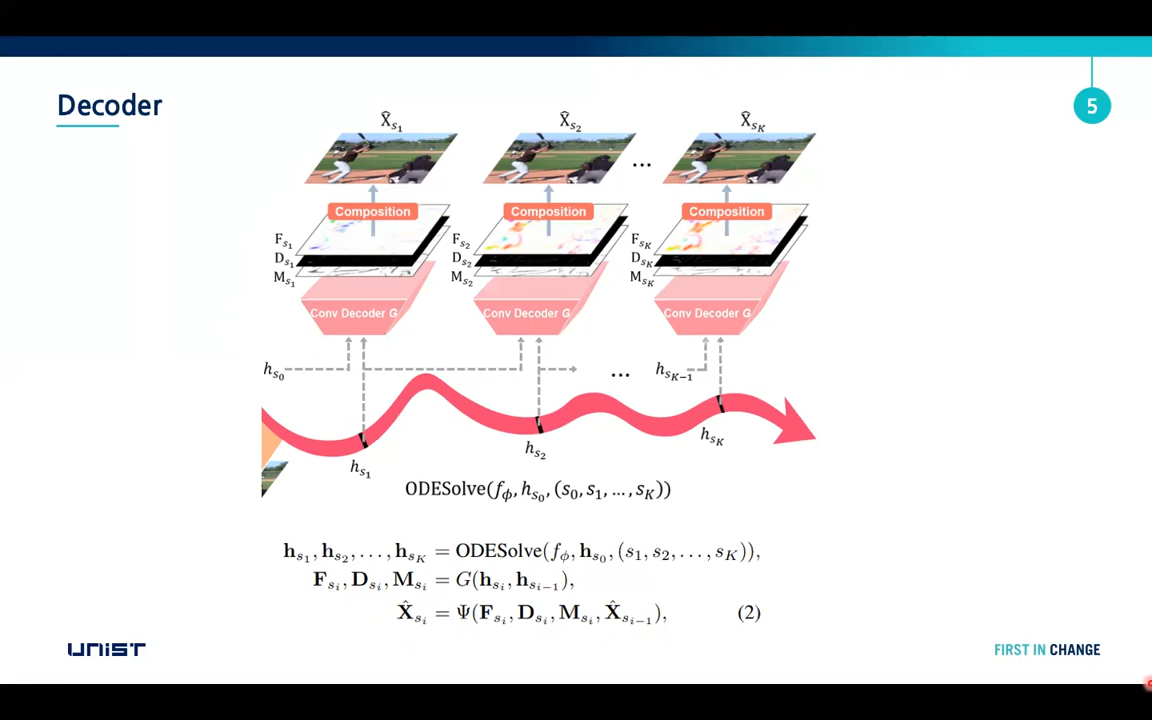 Decoder
5
X̂s₁ X̂s₂ X̂sK
...
Composition Composition Composition
Fs₁ Fs₂ FsK
Ds₁ Ds₂ DsK
Ms₁ Ms₂ MsK
Conv Decoder G Conv Decoder G Conv Decoder G
hs₀ ... hsK−1
hs₁ hs₂ hsK
ODESolve(fϕ, hs₀, (s₀, s₁, ..., sK))
hs₁, hs₂, . . . , hsK = ODESolve(fϕ, hs₀, (s₁, s₂, . . . , sK)),
Fsᵢ, Dsᵢ, Msᵢ = G(hsᵢ, hsᵢ₋₁),
X̂sᵢ = Ψ(Fsᵢ, Dsᵢ, Msᵢ, X̂sᵢ₋₁), (2)
UNIST
FIRST IN CHANGE